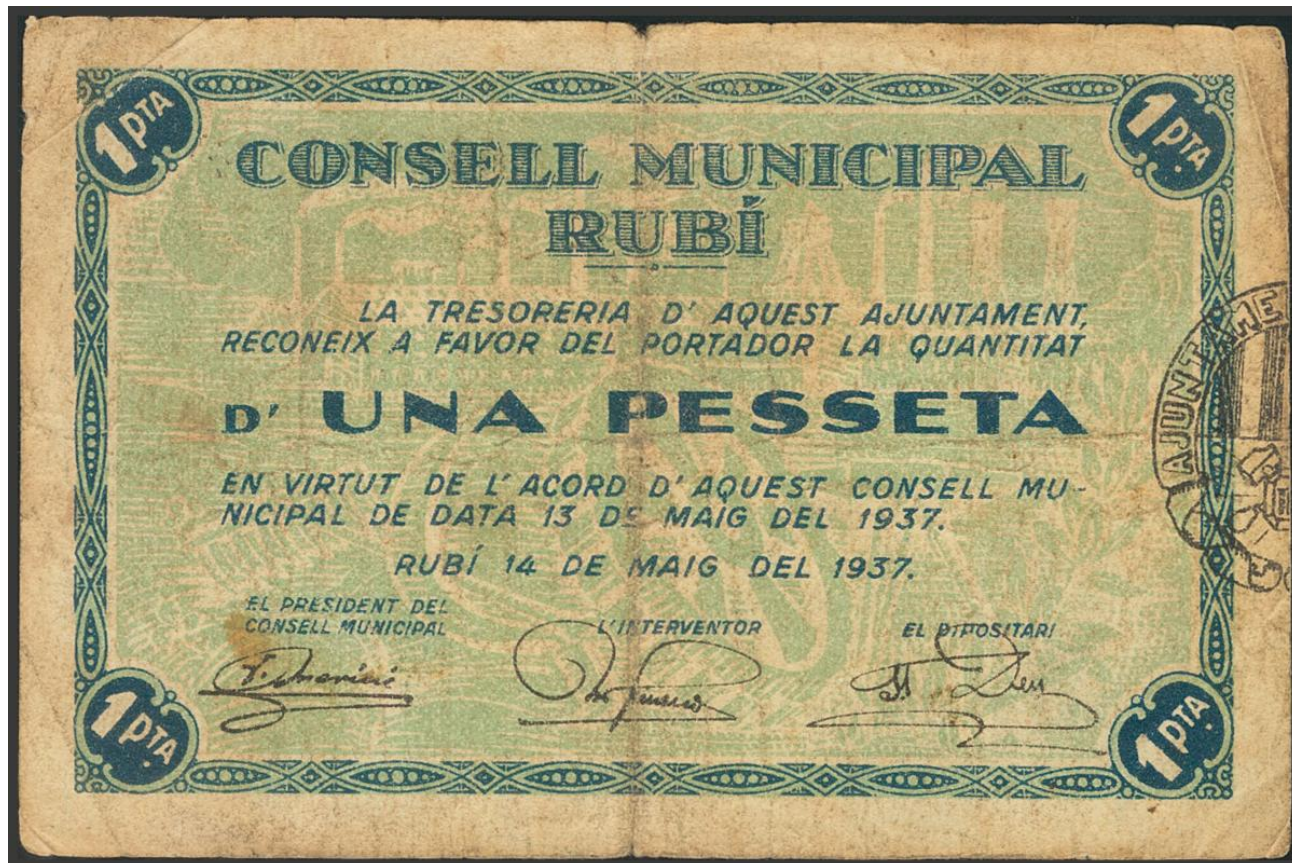 1 PTA
1 PTA
CONSELL MUNICIPAL
RUBÍ
LA TRESORERIA D' AQUEST AJUNTAMENT,
RECONEIX A FAVOR DEL PORTADOR LA QUANTITAT
D' UNA PESSETA
AJUNTAME
EN VIRTUT DE L' ACORD D' AQUEST CONSELL MU-
NICIPAL DE DATA 13 DE MAIG DEL 1937.
RUBÍ 14 DE MAIG DEL 1937.
EL PRESIDENT DEL
CONSELL MUNICIPAL
L'INTERVENTOR
EL DIPOSITARI
1 PTA
1 PTA